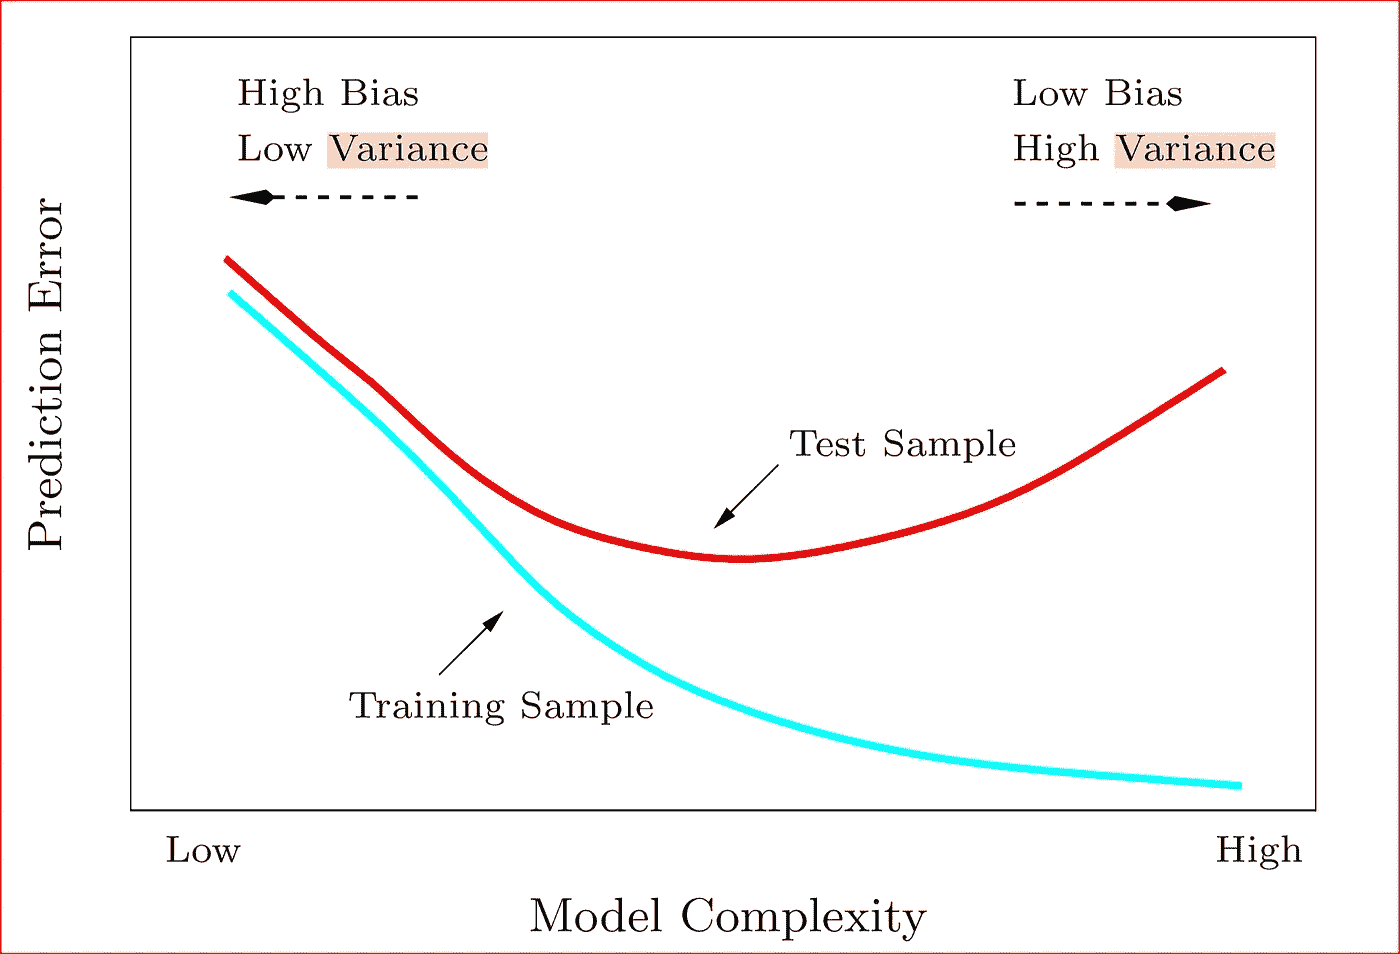 High Bias
Low Variance
Low Bias
High Variance
Prediction Error
Test Sample
Training Sample
Low
High
Model Complexity